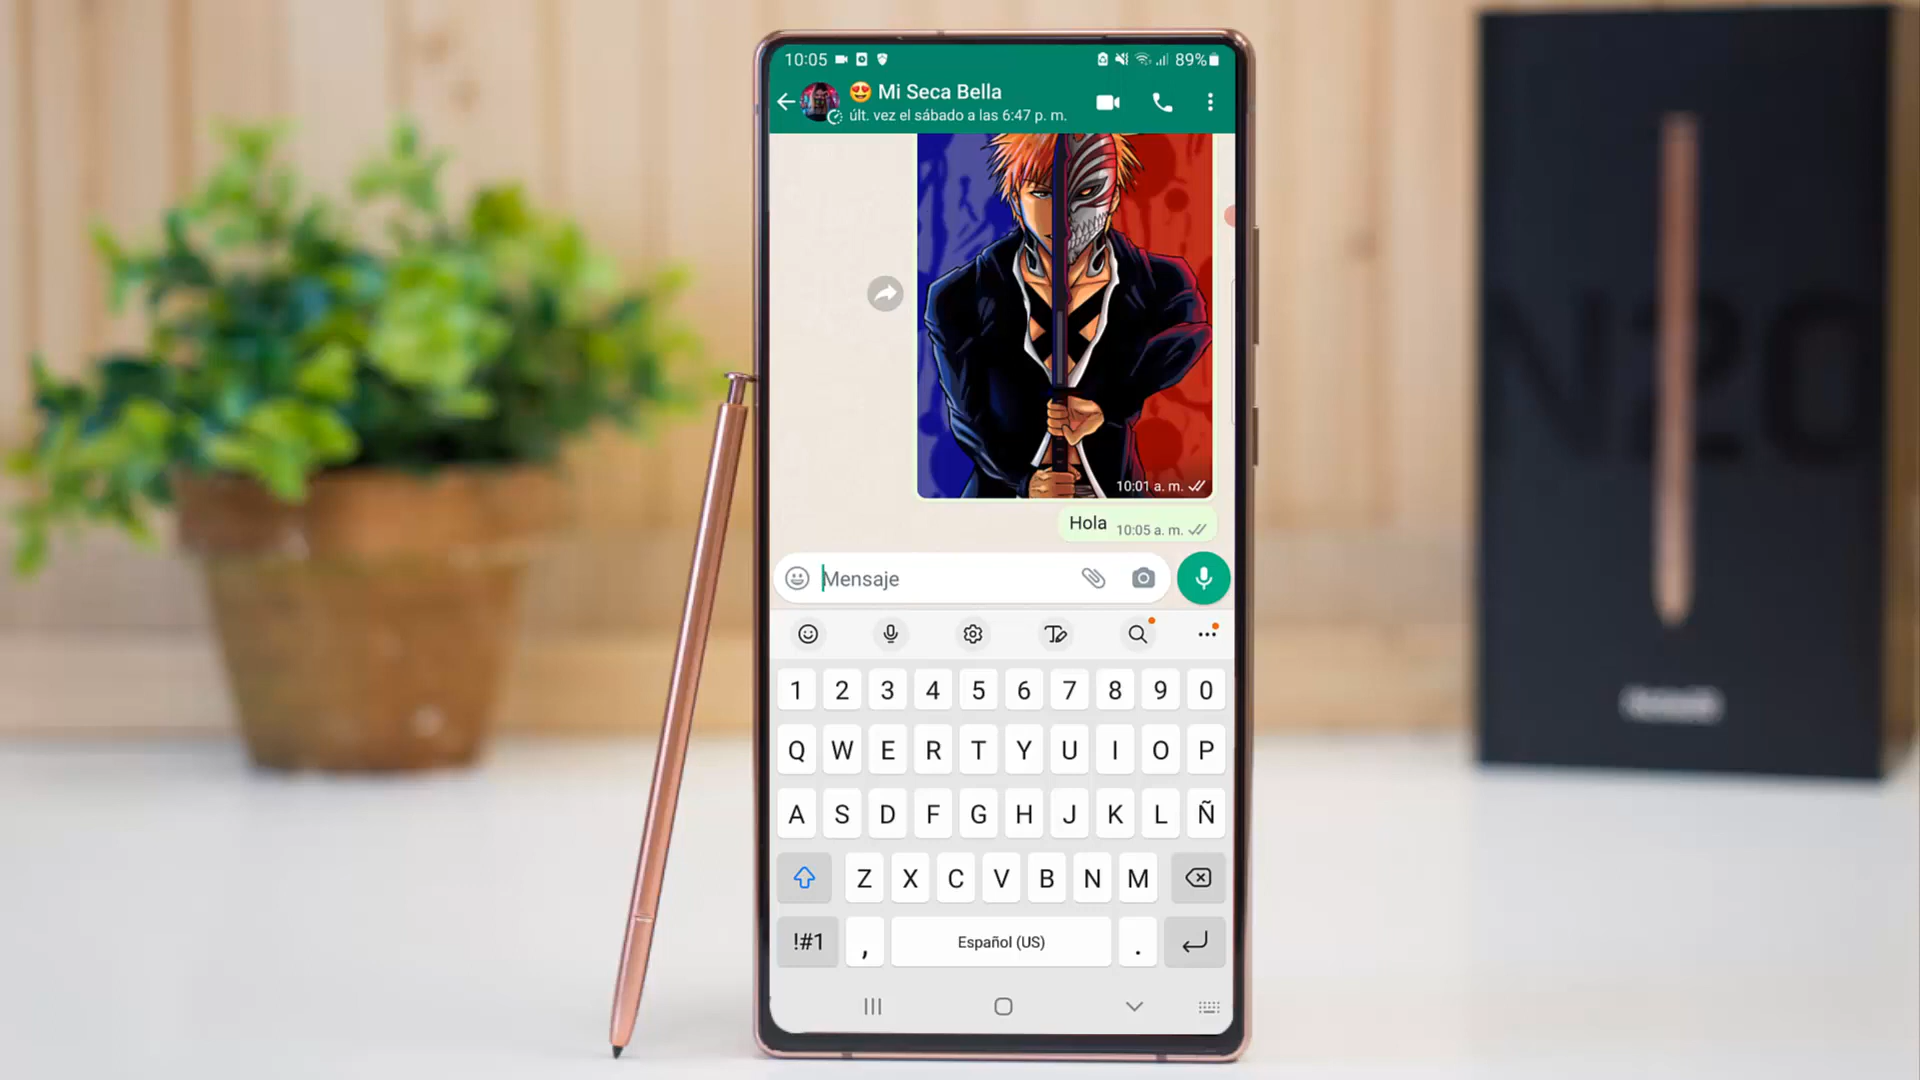 10:05
89%
😍 Mi Seca Bella
últ. vez el sábado a las 6:47 p. m.
10:01 a. m.
Hola 10:05 a. m.
Mensaje
1 2 3 4 5 6 7 8 9 0
Q W E R T Y U I O P
A S D F G H J K L Ñ
Z X C V B N M
!#1 , Español (US) .
N20